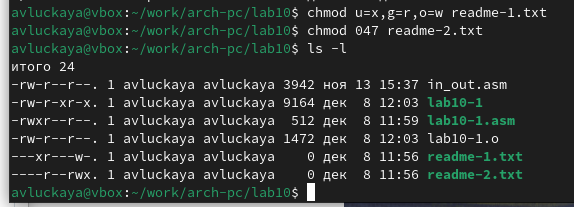 avluckaya@vbox:~/work/arch-pc/lab10$ chmod u=x,g=r,o=w readme-1.txt
avluckaya@vbox:~/work/arch-pc/lab10$ chmod 047 readme-2.txt
avluckaya@vbox:~/work/arch-pc/lab10$ ls -l
итого 24
-rw-r--r--. 1 avluckaya avluckaya 3942 ноя 13 15:37 in_out.asm
-rw-r-xr-x. 1 avluckaya avluckaya 9164 дек  8 12:03 lab10-1
-rwxr--r--. 1 avluckaya avluckaya  512 дек  8 11:59 lab10-1.asm
-rw-r--r--. 1 avluckaya avluckaya 1472 дек  8 12:03 lab10-1.o
---xr---w-. 1 avluckaya avluckaya    0 дек  8 11:56 readme-1.txt
----r--rwx. 1 avluckaya avluckaya    0 дек  8 11:56 readme-2.txt
avluckaya@vbox:~/work/arch-pc/lab10$